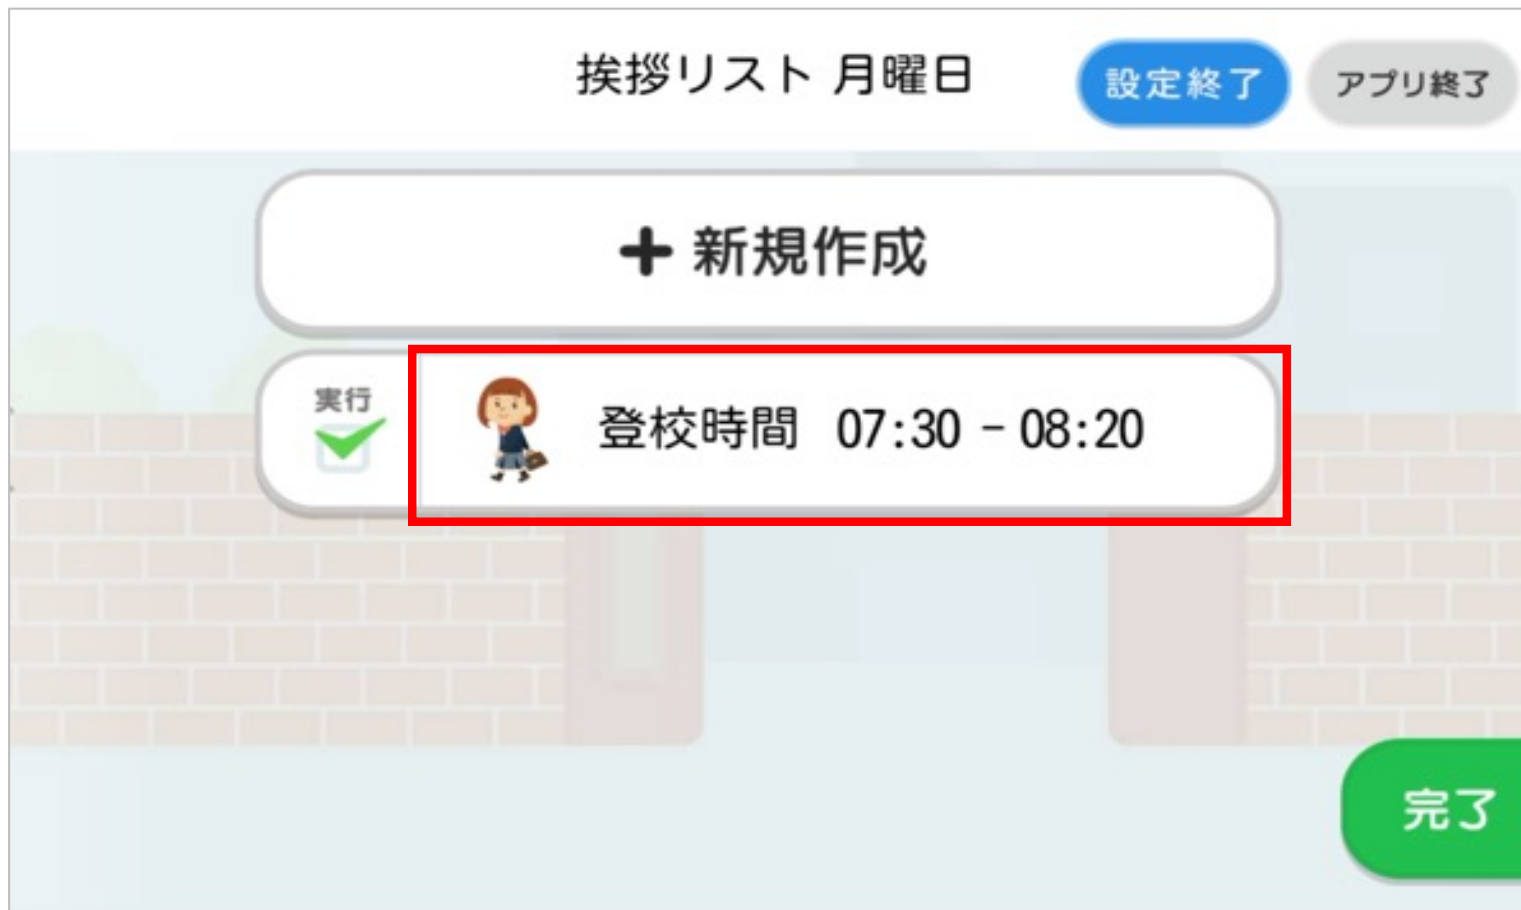 挨拶リスト 月曜日
設定終了
アプリ終了
+ 新規作成
実行
登校時間 07:30 - 08:20
完了